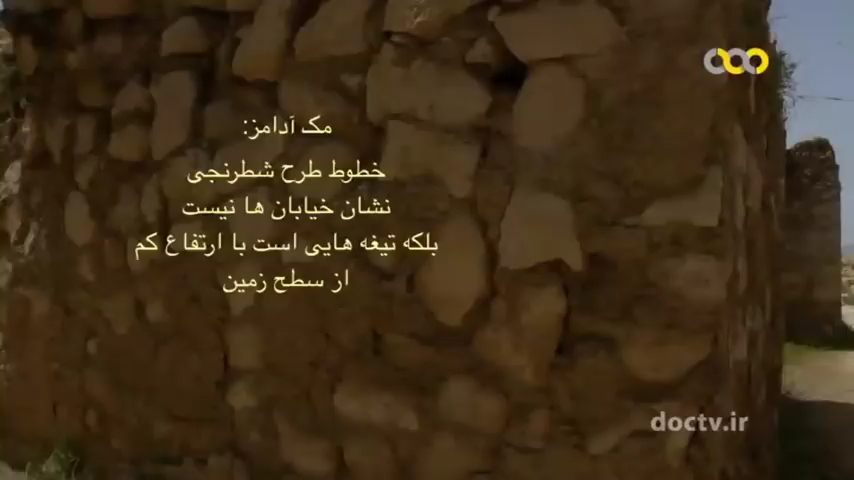 مک آدامز:
خطوط طرح شطرنجی
نشان خیابان ها نیست
بلکه تیغه هایی است با ارتفاع کم
از سطح زمین
doctv.ir